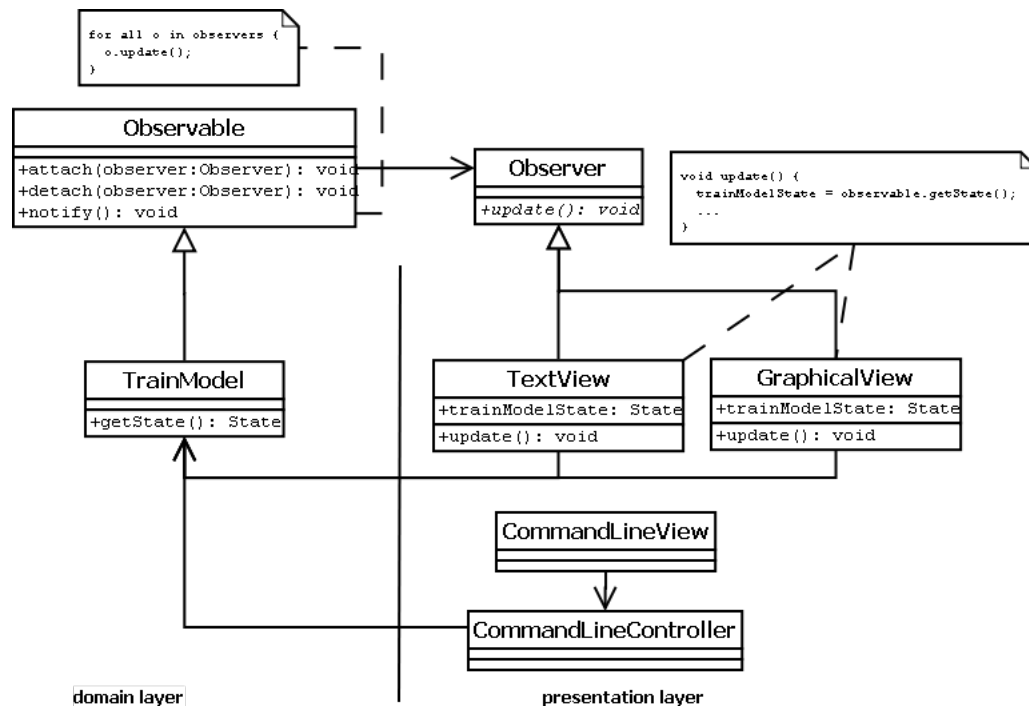 for all o in observers {
o.update();
}
Observable
+attach(observer:Observer): void
+detach(observer:Observer): void
+notify(): void
Observer
+update(): void
void update() {
trainModelState = observable.getState();
...
}
TrainModel
+getState(): State
TextView
+trainModelState: State
+update(): void
GraphicalView
+trainModelState: State
+update(): void
CommandLineView
CommandLineController
domain layer
presentation layer